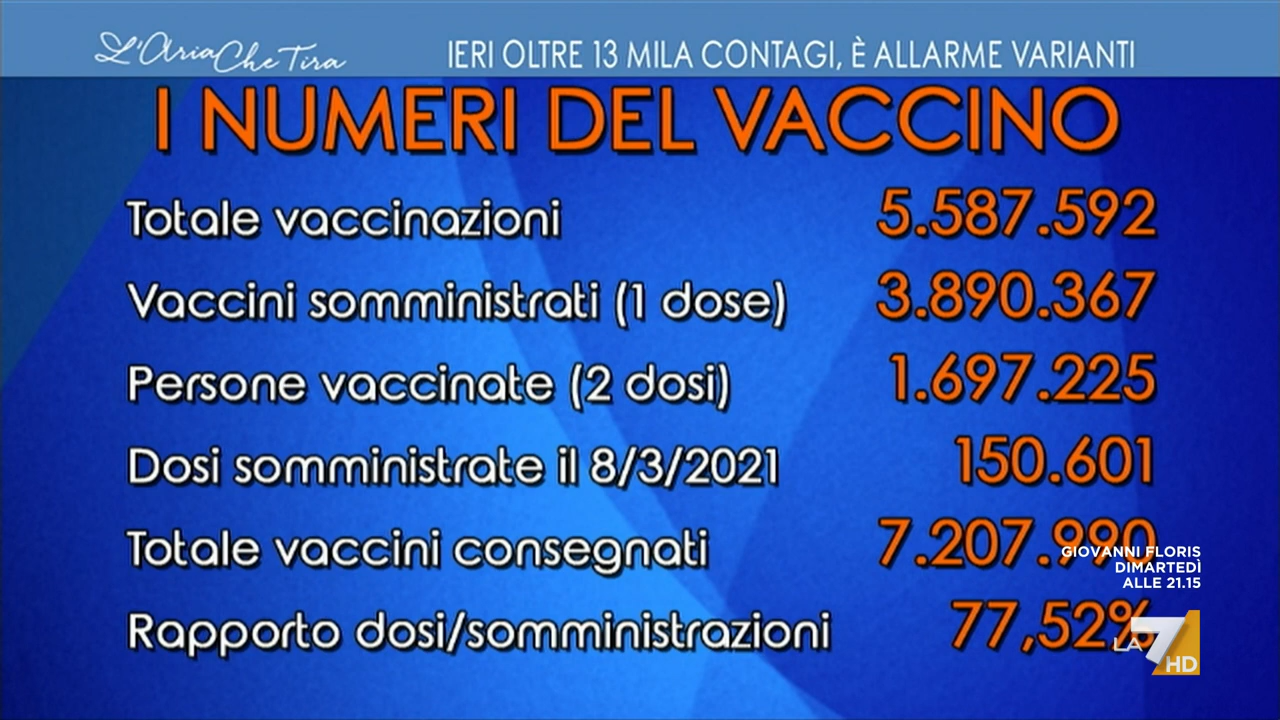 L'Aria Che Tira
IERI OLTRE 13 MILA CONTAGI, È ALLARME VARIANTI
I NUMERI DEL VACCINO
Totale vaccinazioni 5.587.592
Vaccini somministrati (1 dose) 3.890.367
Persone vaccinate (2 dosi) 1.697.225
Dosi somministrate il 8/3/2021 150.601
Totale vaccini consegnati 7.207.990
GIOVANNI FLORIS
DIMARTEDÌ
ALLE 21.15
Rapporto dosi/somministrazioni 77,52%
LA 7 HD